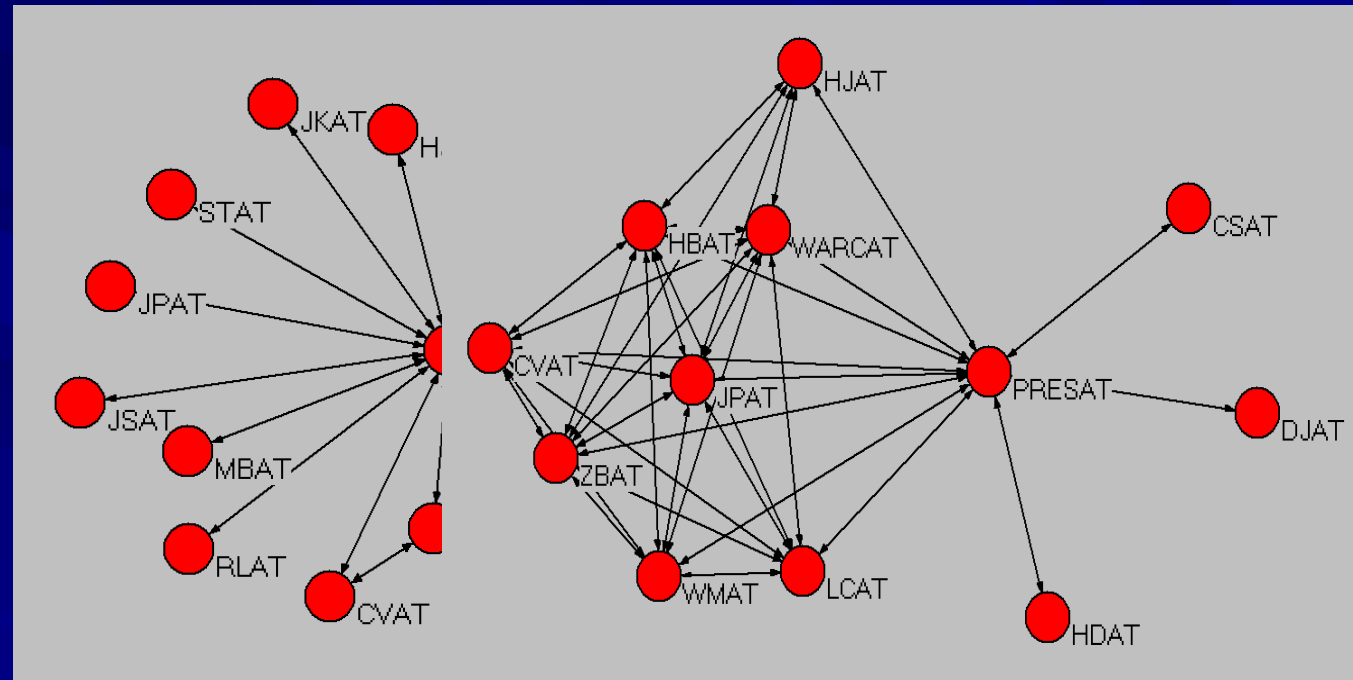 JKAT
STAT
JPAT
JSAT
MBAT
RLAT
CVAT
HJAT
HBAT
WARCAT
CSAT
CVAT
JPAT
PRESAT
DJAT
ZBAT
WMAT
LCAT
HDAT